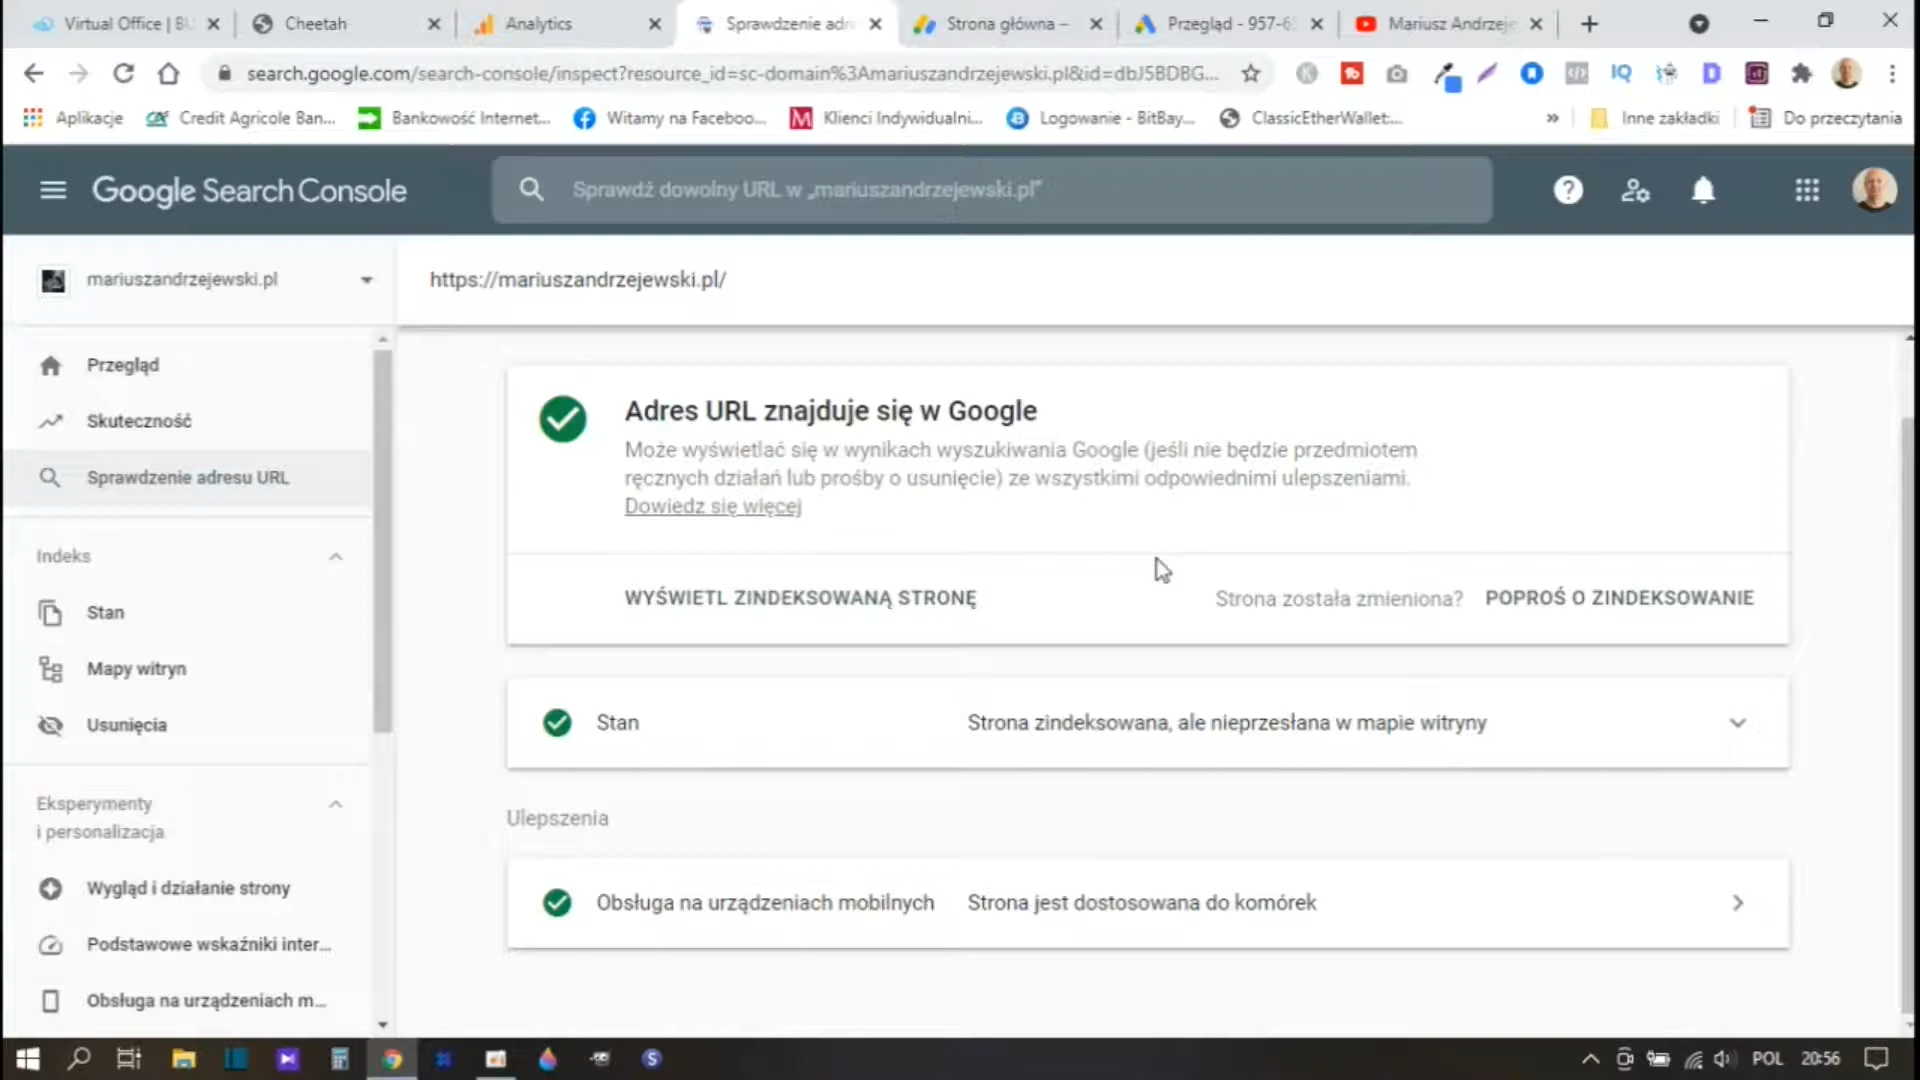 Virtual Office | BU
Cheetah
Analytics
Sprawdzenie adre
Strona główna –
Przegląd - 957-6
Mariusz Andrzeje
search.google.com/search-console/inspect?resource_id=sc-domain%3Amariuszandrzejewski.pl&id=dbJ5BDBG...
Aplikacje
Credit Agricole Ban...
Bankowość Internet...
Witamy na Faceboo...
Klienci Indywidualni...
Logowanie - BitBay...
ClassicEtherWallet:...
»
Inne zakładki
Do przeczytania
Google Search Console
Sprawdź dowolny URL w „mariuszandrzejewski.pl”
mariuszandrzejewski.pl
https://mariuszandrzejewski.pl/
Przegląd
Skuteczność
Sprawdzenie adresu URL
Indeks
Stan
Mapy witryn
Usunięcia
Eksperymenty
i personalizacja
Wygląd i działanie strony
Podstawowe wskaźniki inter...
Obsługa na urządzeniach m...
Adres URL znajduje się w Google
Może wyświetlać się w wynikach wyszukiwania Google (jeśli nie będzie przedmiotem
ręcznych działań lub prośby o usunięcie) ze wszystkimi odpowiednimi ulepszeniami.
Dowiedz się więcej
WYŚWIETL ZINDEKSOWANĄ STRONĘ
Strona została zmieniona?
POPROŚ O ZINDEKSOWANIE
Stan
Strona zindeksowana, ale nieprzesłana w mapie witryny
Ulepszenia
Obsługa na urządzeniach mobilnych
Strona jest dostosowana do komórek
POL
20:56